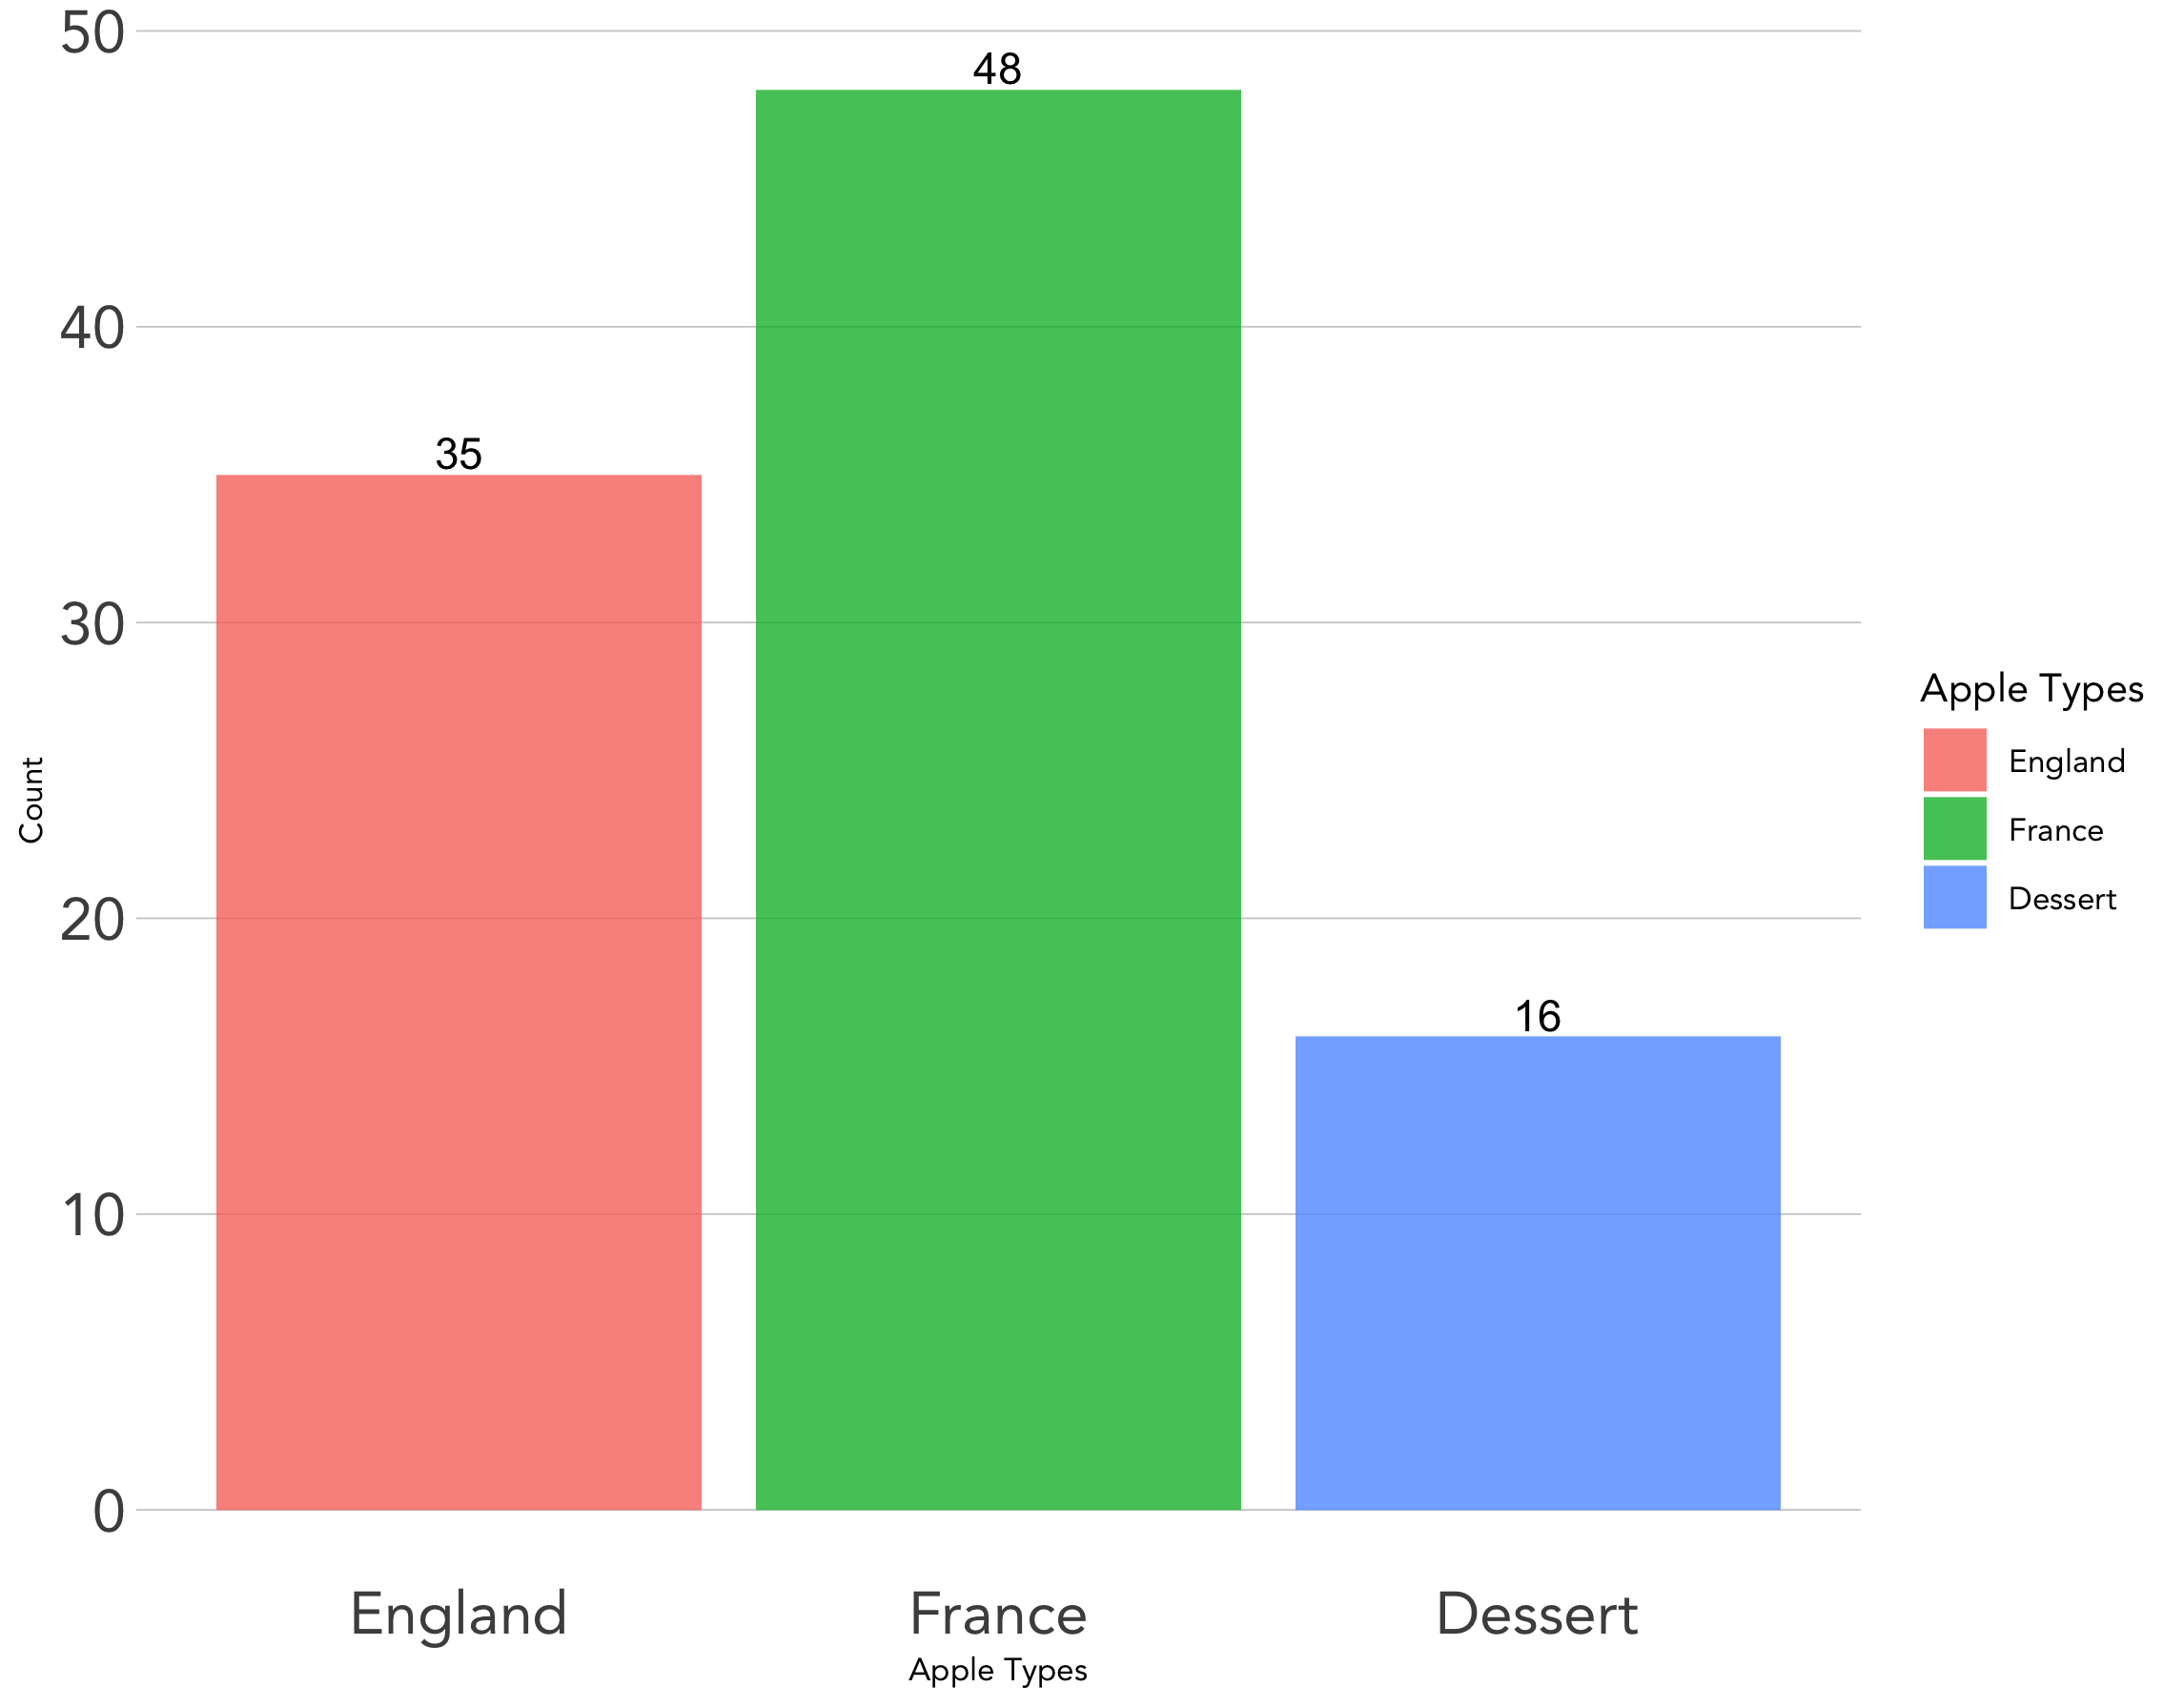 50
48
40
35
30
Apple Types
England
Count
France
20
Dessert
16
10
0
England
France
Dessert
Apple Types